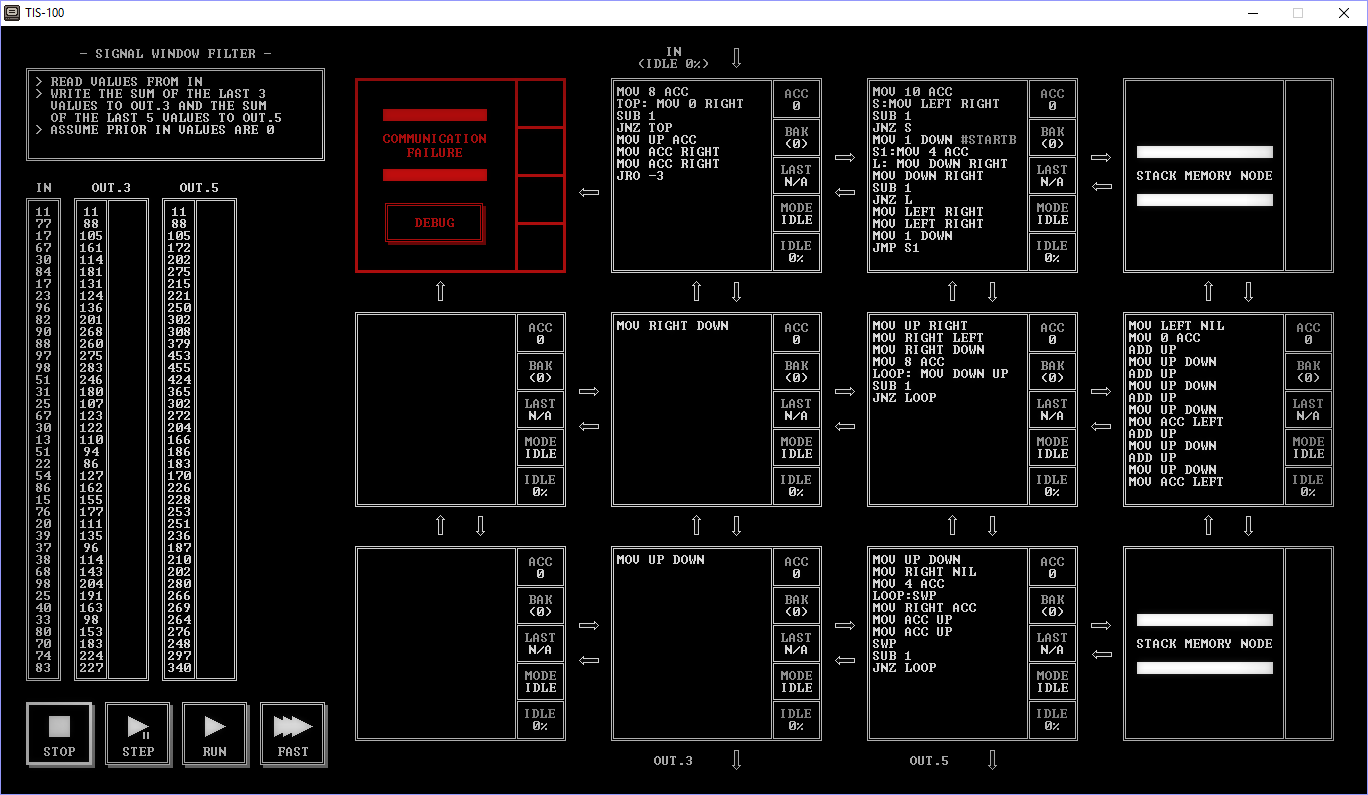 TIS-100
- SIGNAL WINDOW FILTER -
> READ VALUES FROM IN
> WRITE THE SUM OF THE LAST 3
VALUES TO OUT.3 AND THE SUM
OF THE LAST 5 VALUES TO OUT.5
> ASSUME PRIOR IN VALUES ARE 0
IN OUT.3 OUT.5
11 11 11
77 88 88
17 105 105
67 161 172
30 114 202
84 181 275
17 131 215
23 124 221
96 136 250
82 201 302
90 268 308
88 260 379
97 275 453
98 283 455
51 246 424
31 180 365
25 107 302
67 123 272
30 122 204
13 110 166
51 94 186
22 86 183
54 127 170
86 162 226
15 155 228
76 177 253
20 111 251
39 135 236
37 96 187
38 114 210
68 143 202
98 204 280
25 191 266
40 163 269
33 98 264
80 153 276
70 183 248
74 224 297
83 227 340
STOP
STEP
RUN
FAST
IN
(IDLE 0%)
COMMUNICATION
FAILURE
DEBUG
MOV 8 ACC
TOP: MOV 0 RIGHT
SUB 1
JNZ TOP
MOV UP ACC
MOV ACC RIGHT
MOV ACC RIGHT
JRO -3
ACC
0
BAK
(0)
LAST
N/A
MODE
IDLE
IDLE
0%
MOV 10 ACC
S:MOV LEFT RIGHT
SUB 1
JNZ S
MOV 1 DOWN #STARTB
S1:MOV 4 ACC
L: MOV DOWN RIGHT
MOV DOWN RIGHT
SUB 1
JNZ L
MOV LEFT RIGHT
MOV LEFT RIGHT
MOV 1 DOWN
JMP S1
ACC
0
BAK
(0)
LAST
N/A
MODE
IDLE
IDLE
0%
STACK MEMORY NODE
ACC
0
BAK
(0)
LAST
N/A
MODE
IDLE
IDLE
0%
MOV RIGHT DOWN
ACC
0
BAK
(0)
LAST
N/A
MODE
IDLE
IDLE
0%
MOV UP RIGHT
MOV RIGHT LEFT
MOV RIGHT DOWN
MOV 8 ACC
LOOP: MOV DOWN UP
SUB 1
JNZ LOOP
ACC
0
BAK
(0)
LAST
N/A
MODE
IDLE
IDLE
0%
MOV LEFT NIL
MOV 0 ACC
ADD UP
MOV UP DOWN
ADD UP
MOV UP DOWN
ADD UP
MOV UP DOWN
MOV ACC LEFT
ADD UP
MOV UP DOWN
ADD UP
MOV UP DOWN
MOV ACC LEFT
ACC
0
BAK
(0)
LAST
N/A
MODE
IDLE
IDLE
0%
ACC
0
BAK
(0)
LAST
N/A
MODE
IDLE
IDLE
0%
MOV UP DOWN
ACC
0
BAK
(0)
LAST
N/A
MODE
IDLE
IDLE
0%
MOV UP DOWN
MOV RIGHT NIL
MOV 4 ACC
LOOP:SWP
MOV RIGHT ACC
MOV ACC UP
MOV ACC UP
SWP
SUB 1
JNZ LOOP
ACC
0
BAK
(0)
LAST
N/A
MODE
IDLE
IDLE
0%
STACK MEMORY NODE
OUT.3
OUT.5